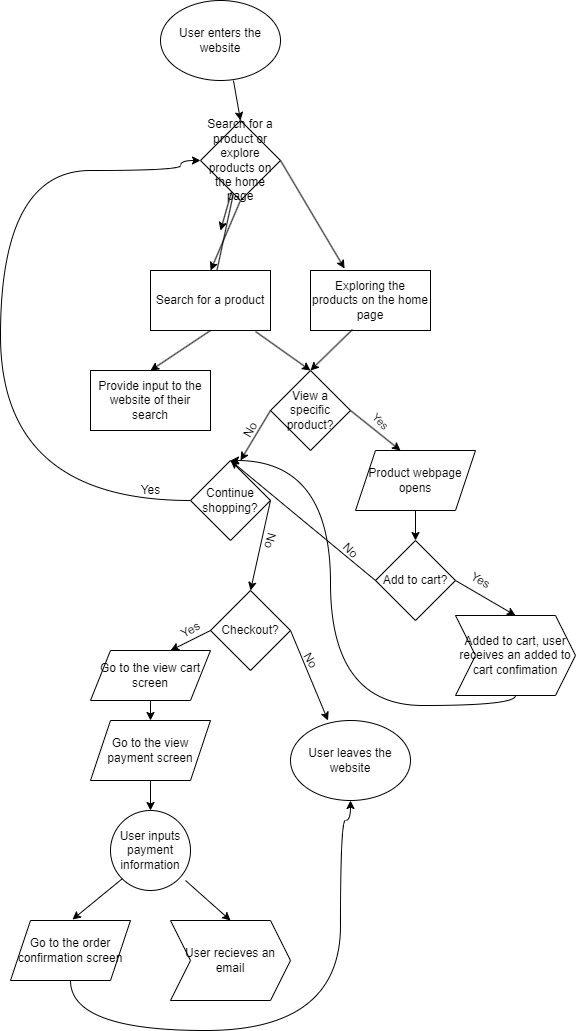 User enters the
website
Search for a
product or
explore
products on
the home
page
Search for a product
Exploring the
products on the home
page
Provide input to the
website of their
search
View a
specific
product?
No
Yes
Product webpage
opens
Yes
Continue
shopping?
No
No
Add to cart?
Yes
Added to cart, user
receives an added to
cart confimation
Yes
Checkout?
No
Go to the view cart
screen
Go to the view
payment screen
User leaves the
website
User inputs
payment
information
Go to the order
confirmation screen
User recieves an
email